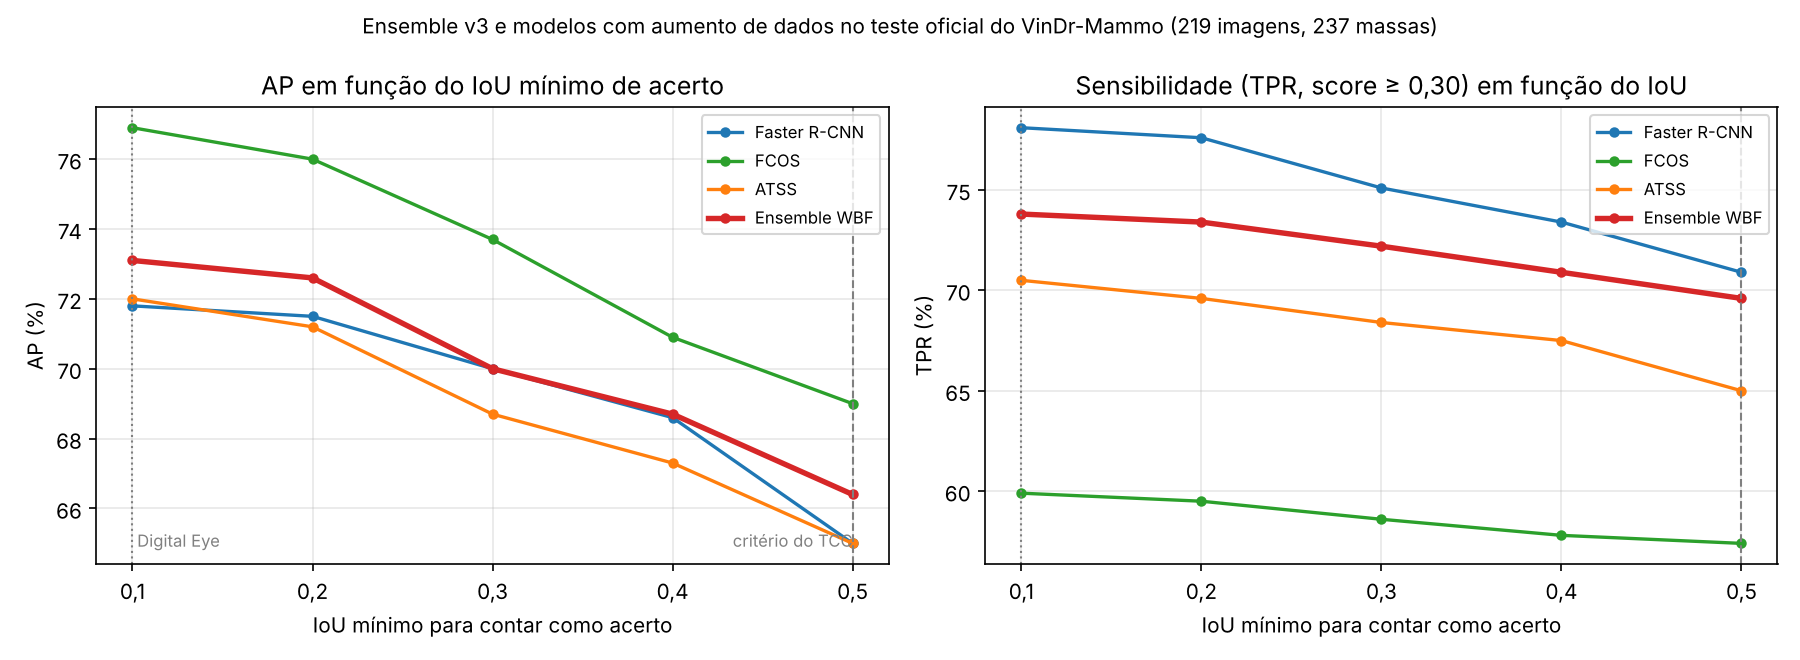 Ensemble v3 e modelos com aumento de dados no teste oficial do VinDr-Mammo (219 imagens, 237 massas)
AP em função do IoU mínimo de acerto
AP (%)
76
74
72
70
68
66
Faster R-CNN
FCOS
ATSS
Ensemble WBF
Digital Eye
critério do TCC
0,1
0,2
0,3
0,4
0,5
IoU mínimo para contar como acerto
Sensibilidade (TPR, score ≥ 0,30) em função do IoU
TPR (%)
75
70
65
60
Faster R-CNN
FCOS
ATSS
Ensemble WBF
0,1
0,2
0,3
0,4
0,5
IoU mínimo para contar como acerto